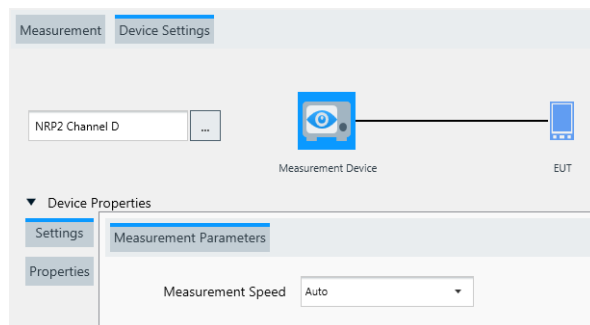 Measurement Device Settings
NRP2 Channel D ...
Measurement Device EUT
Device Properties
Settings Measurement Parameters
Properties
Measurement Speed Auto